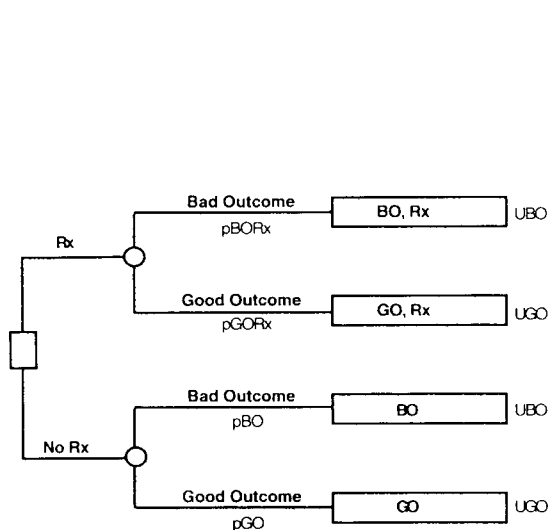 Bad Outcome
BO, Rx
UBO
pBORx
Rx
Good Outcome
GO, Rx
UGO
pGORx
Bad Outcome
BO
UBO
pBO
No Rx
Good Outcome
GO
UGO
pGO